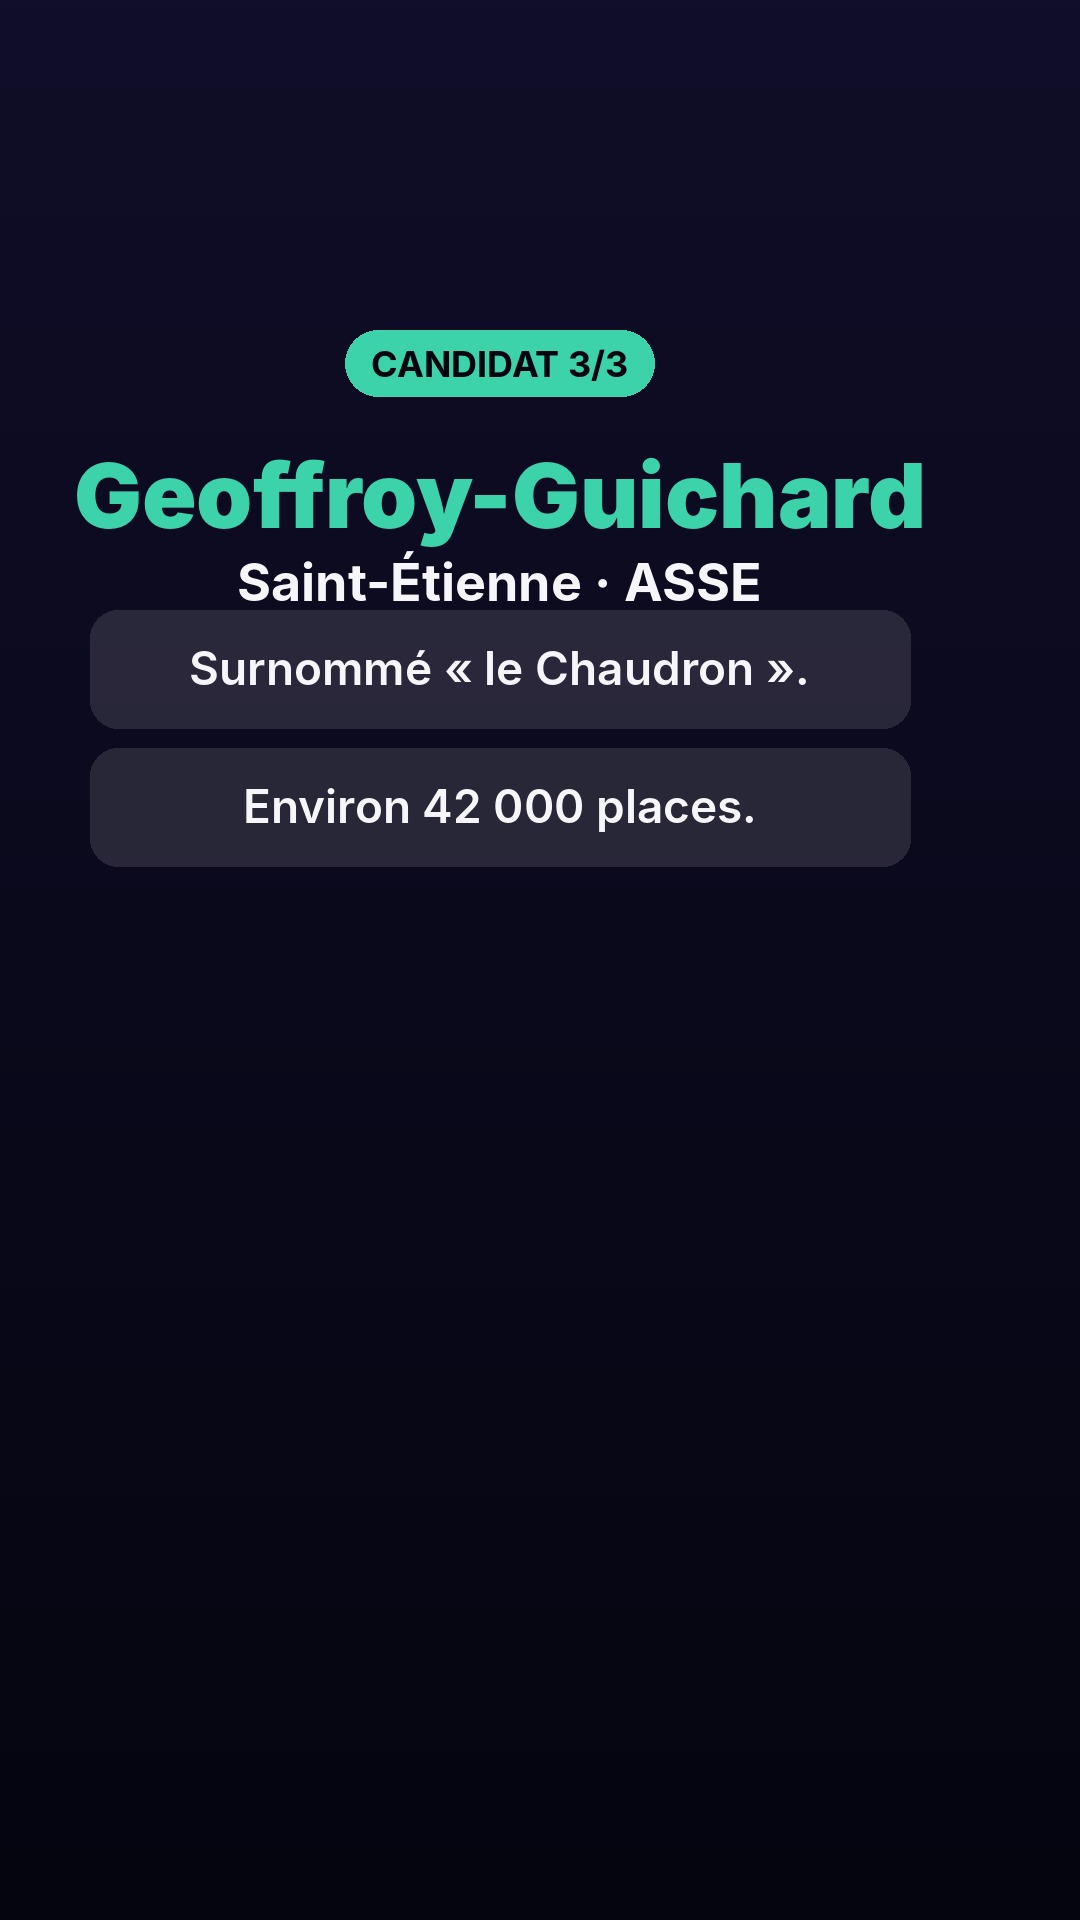 CANDIDAT 3/3
Geoffroy-Guichard
Saint-Étienne · ASSE
Surnommé « le Chaudron ».
Environ 42 000 places.